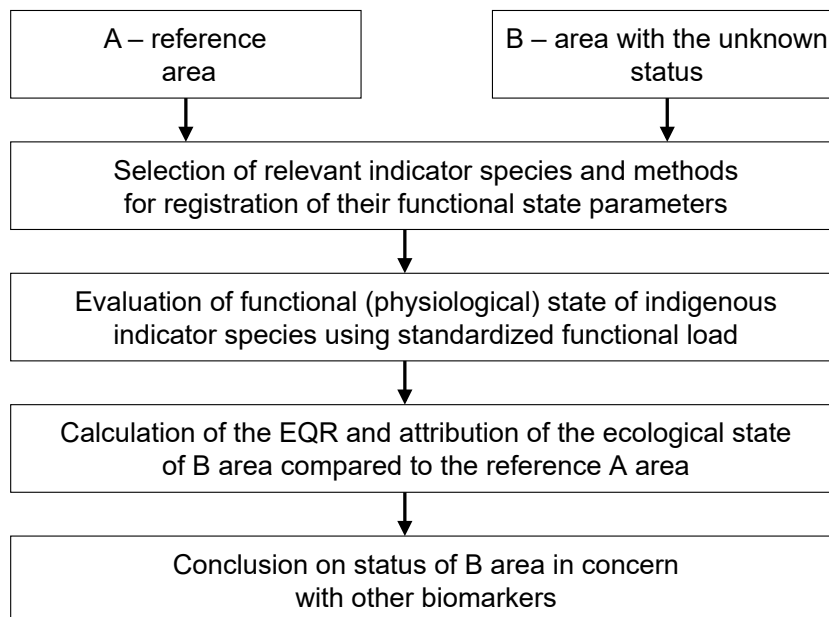 A – reference
area
B – area with the unknown
status
Selection of relevant indicator species and methods
for registration of their functional state parameters
Evaluation of functional (physiological) state of indigenous
indicator species using standardized functional load
Calculation of the EQR and attribution of the ecological state
of B area compared to the reference A area
Conclusion on status of B area in concern
with other biomarkers